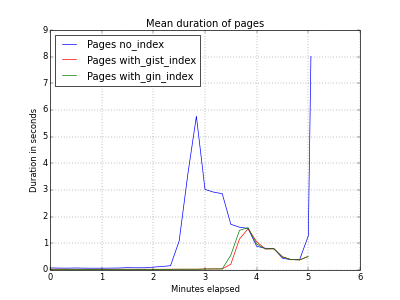 Mean duration of pages
9
8
7
6
5
4
3
2
1
0
Duration in seconds
Pages no_index
Pages with_gist_index
Pages with_gin_index
0 1 2 3 4 5 6
Minutes elapsed